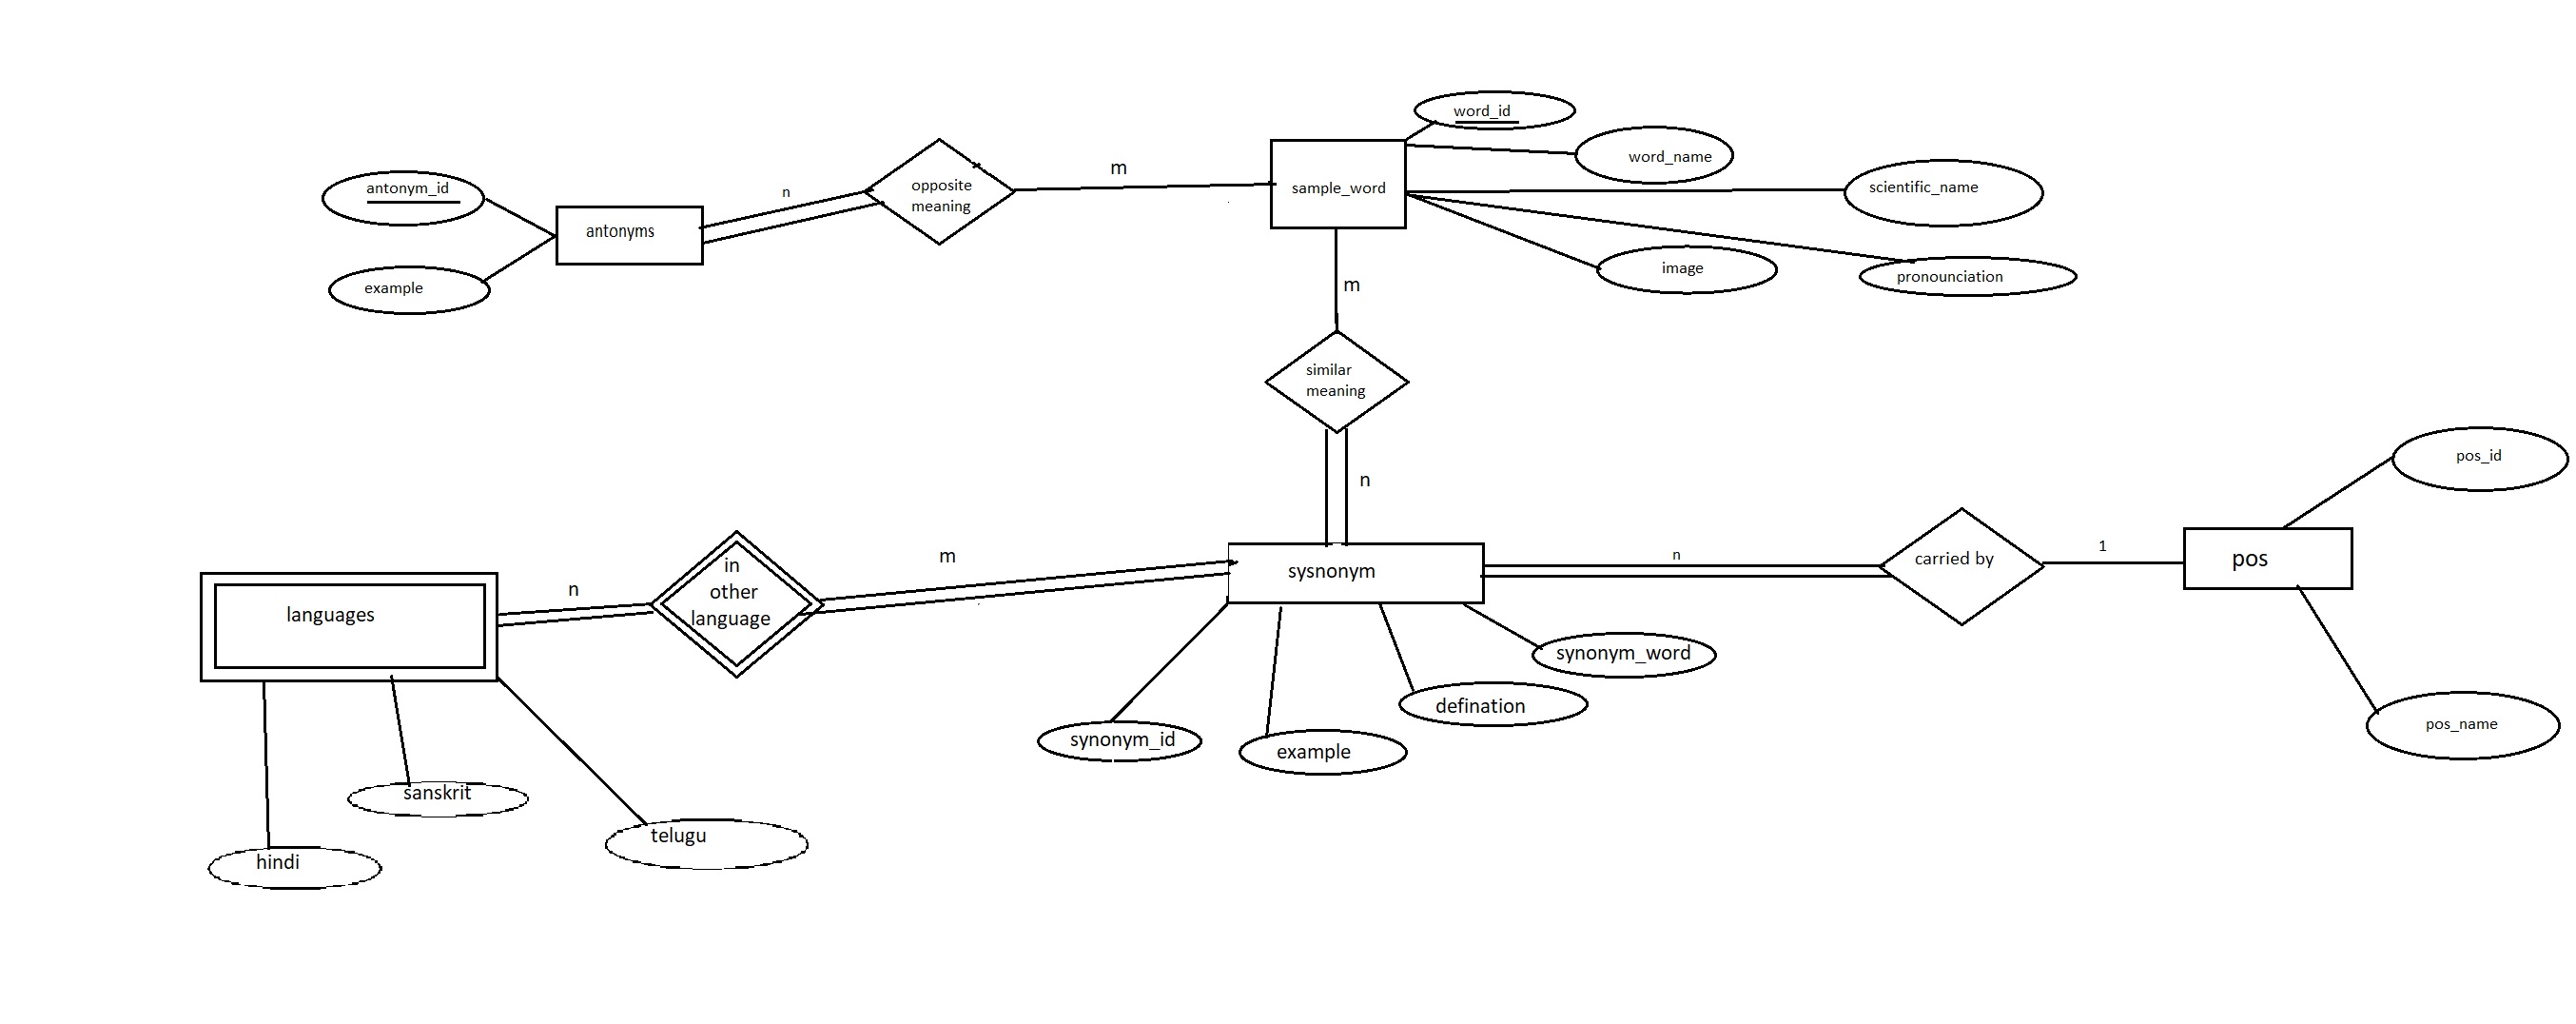 word_id
word_name
m
antonym_id
n
opposite
meaning
sample_word
scientific_name
antonyms
image
pronounciation
example
m
similar
meaning
pos_id
n
m
n
1
carried by
pos
in
other
language
sysnonym
n
languages
synonym_word
defination
pos_name
synonym_id
example
sanskrit
telugu
hindi